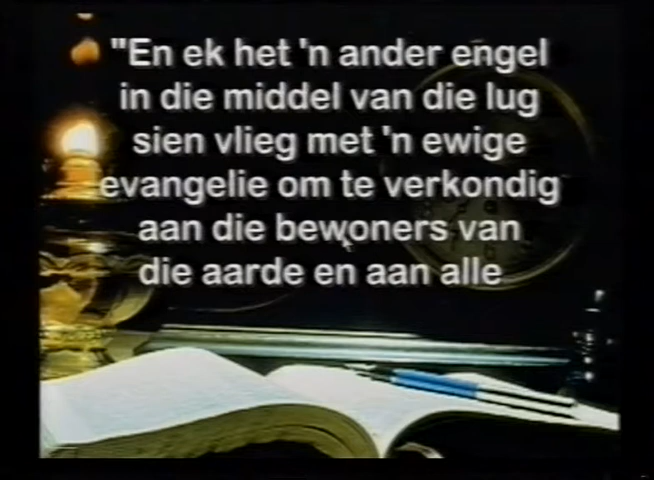 "En ek het 'n ander engel
in die middel van die lug
sien vlieg met 'n ewige
evangelie om te verkondig
aan die bewoners van
die aarde en aan alle